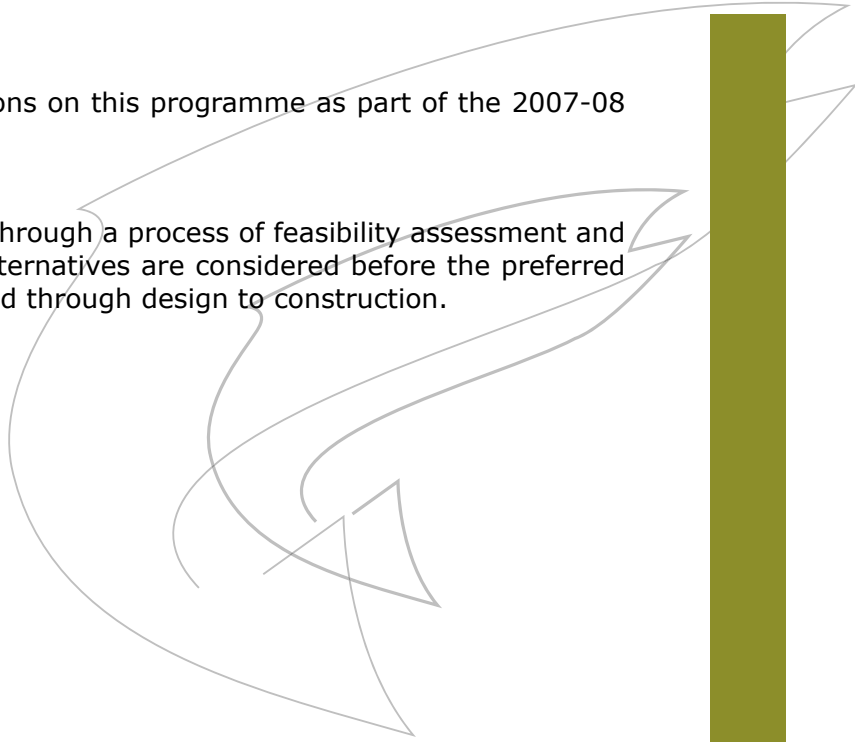 ons on this programme as part of the 2007-08
hrough a process of feasibility assessment and
ternatives are considered before the preferred
d through design to construction.